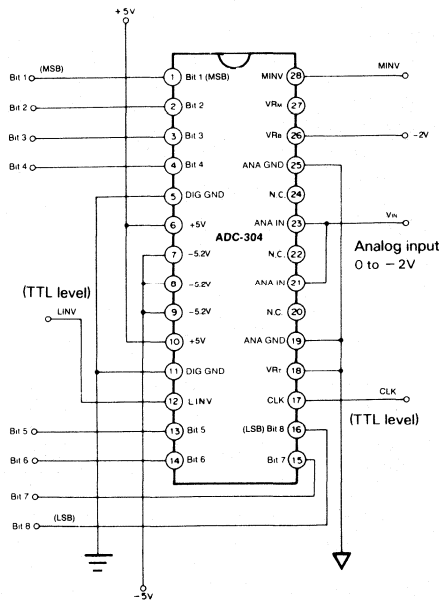 +5V
(MSB)
Bit 1
Bit 2
Bit 3
Bit 4
(TTL level)
LINV
Bit 5
Bit 6
Bit 7
Bit 8
(LSB)
-5V
ADC-304
1 Bit 1 (MSB)
2 Bit 2
3 Bit 3
4 Bit 4
5 DIG GND
6 +5V
7 -5.2V
8 -5.2V
9 -5.2V
10 +5V
11 DIG GND
12 LINV
13 Bit 5
14 Bit 6
MINV 28
VRM 27
VRB 26
ANA GND 25
N.C. 24
ANA IN 23
N.C. 22
ANA IN 21
N.C. 20
ANA GND 19
VRT 18
CLK 17
(LSB) Bit 8 16
Bit 7 15
MINV
-2V
VIN
Analog input
0 to -2V
CLK
(TTL level)